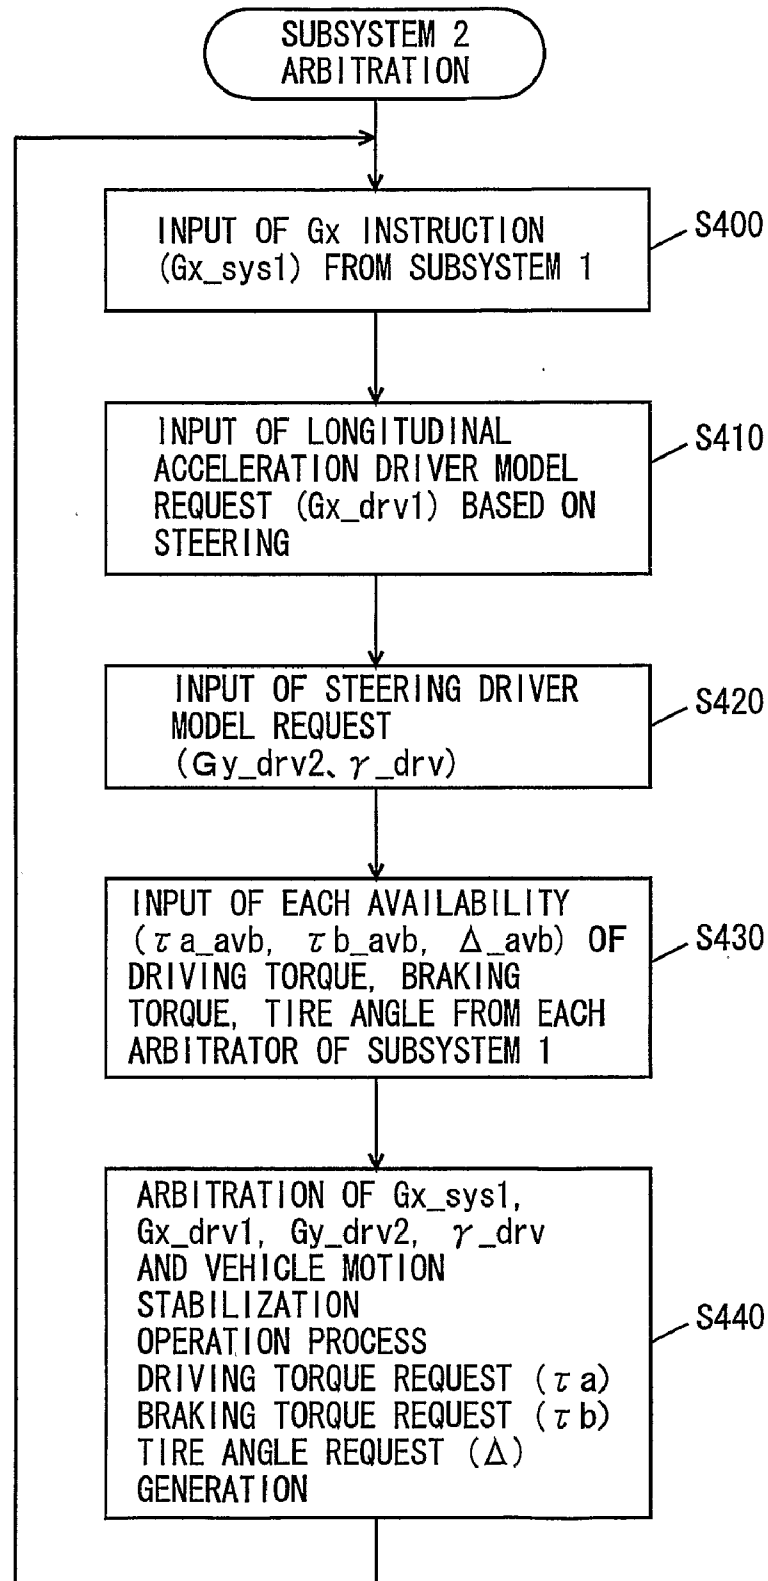 SUBSYSTEM 2
ARBITRATION
INPUT OF Gx INSTRUCTION
(Gx_sys1) FROM SUBSYSTEM 1
S400
INPUT OF LONGITUDINAL
ACCELERATION DRIVER MODEL
REQUEST (Gx_drv1) BASED ON
STEERING
S410
INPUT OF STEERING DRIVER
MODEL REQUEST
(Gy_drv2、γ_drv)
S420
INPUT OF EACH AVAILABILITY
(τa_avb, τb_avb, Δ_avb) OF
DRIVING TORQUE, BRAKING
TORQUE, TIRE ANGLE FROM EACH
ARBITRATOR OF SUBSYSTEM 1
S430
ARBITRATION OF Gx_sys1,
Gx_drv1, Gy_drv2, γ_drv
AND VEHICLE MOTION
STABILIZATION
OPERATION PROCESS
DRIVING TORQUE REQUEST (τa)
BRAKING TORQUE REQUEST (τb)
TIRE ANGLE REQUEST (Δ)
GENERATION
S440